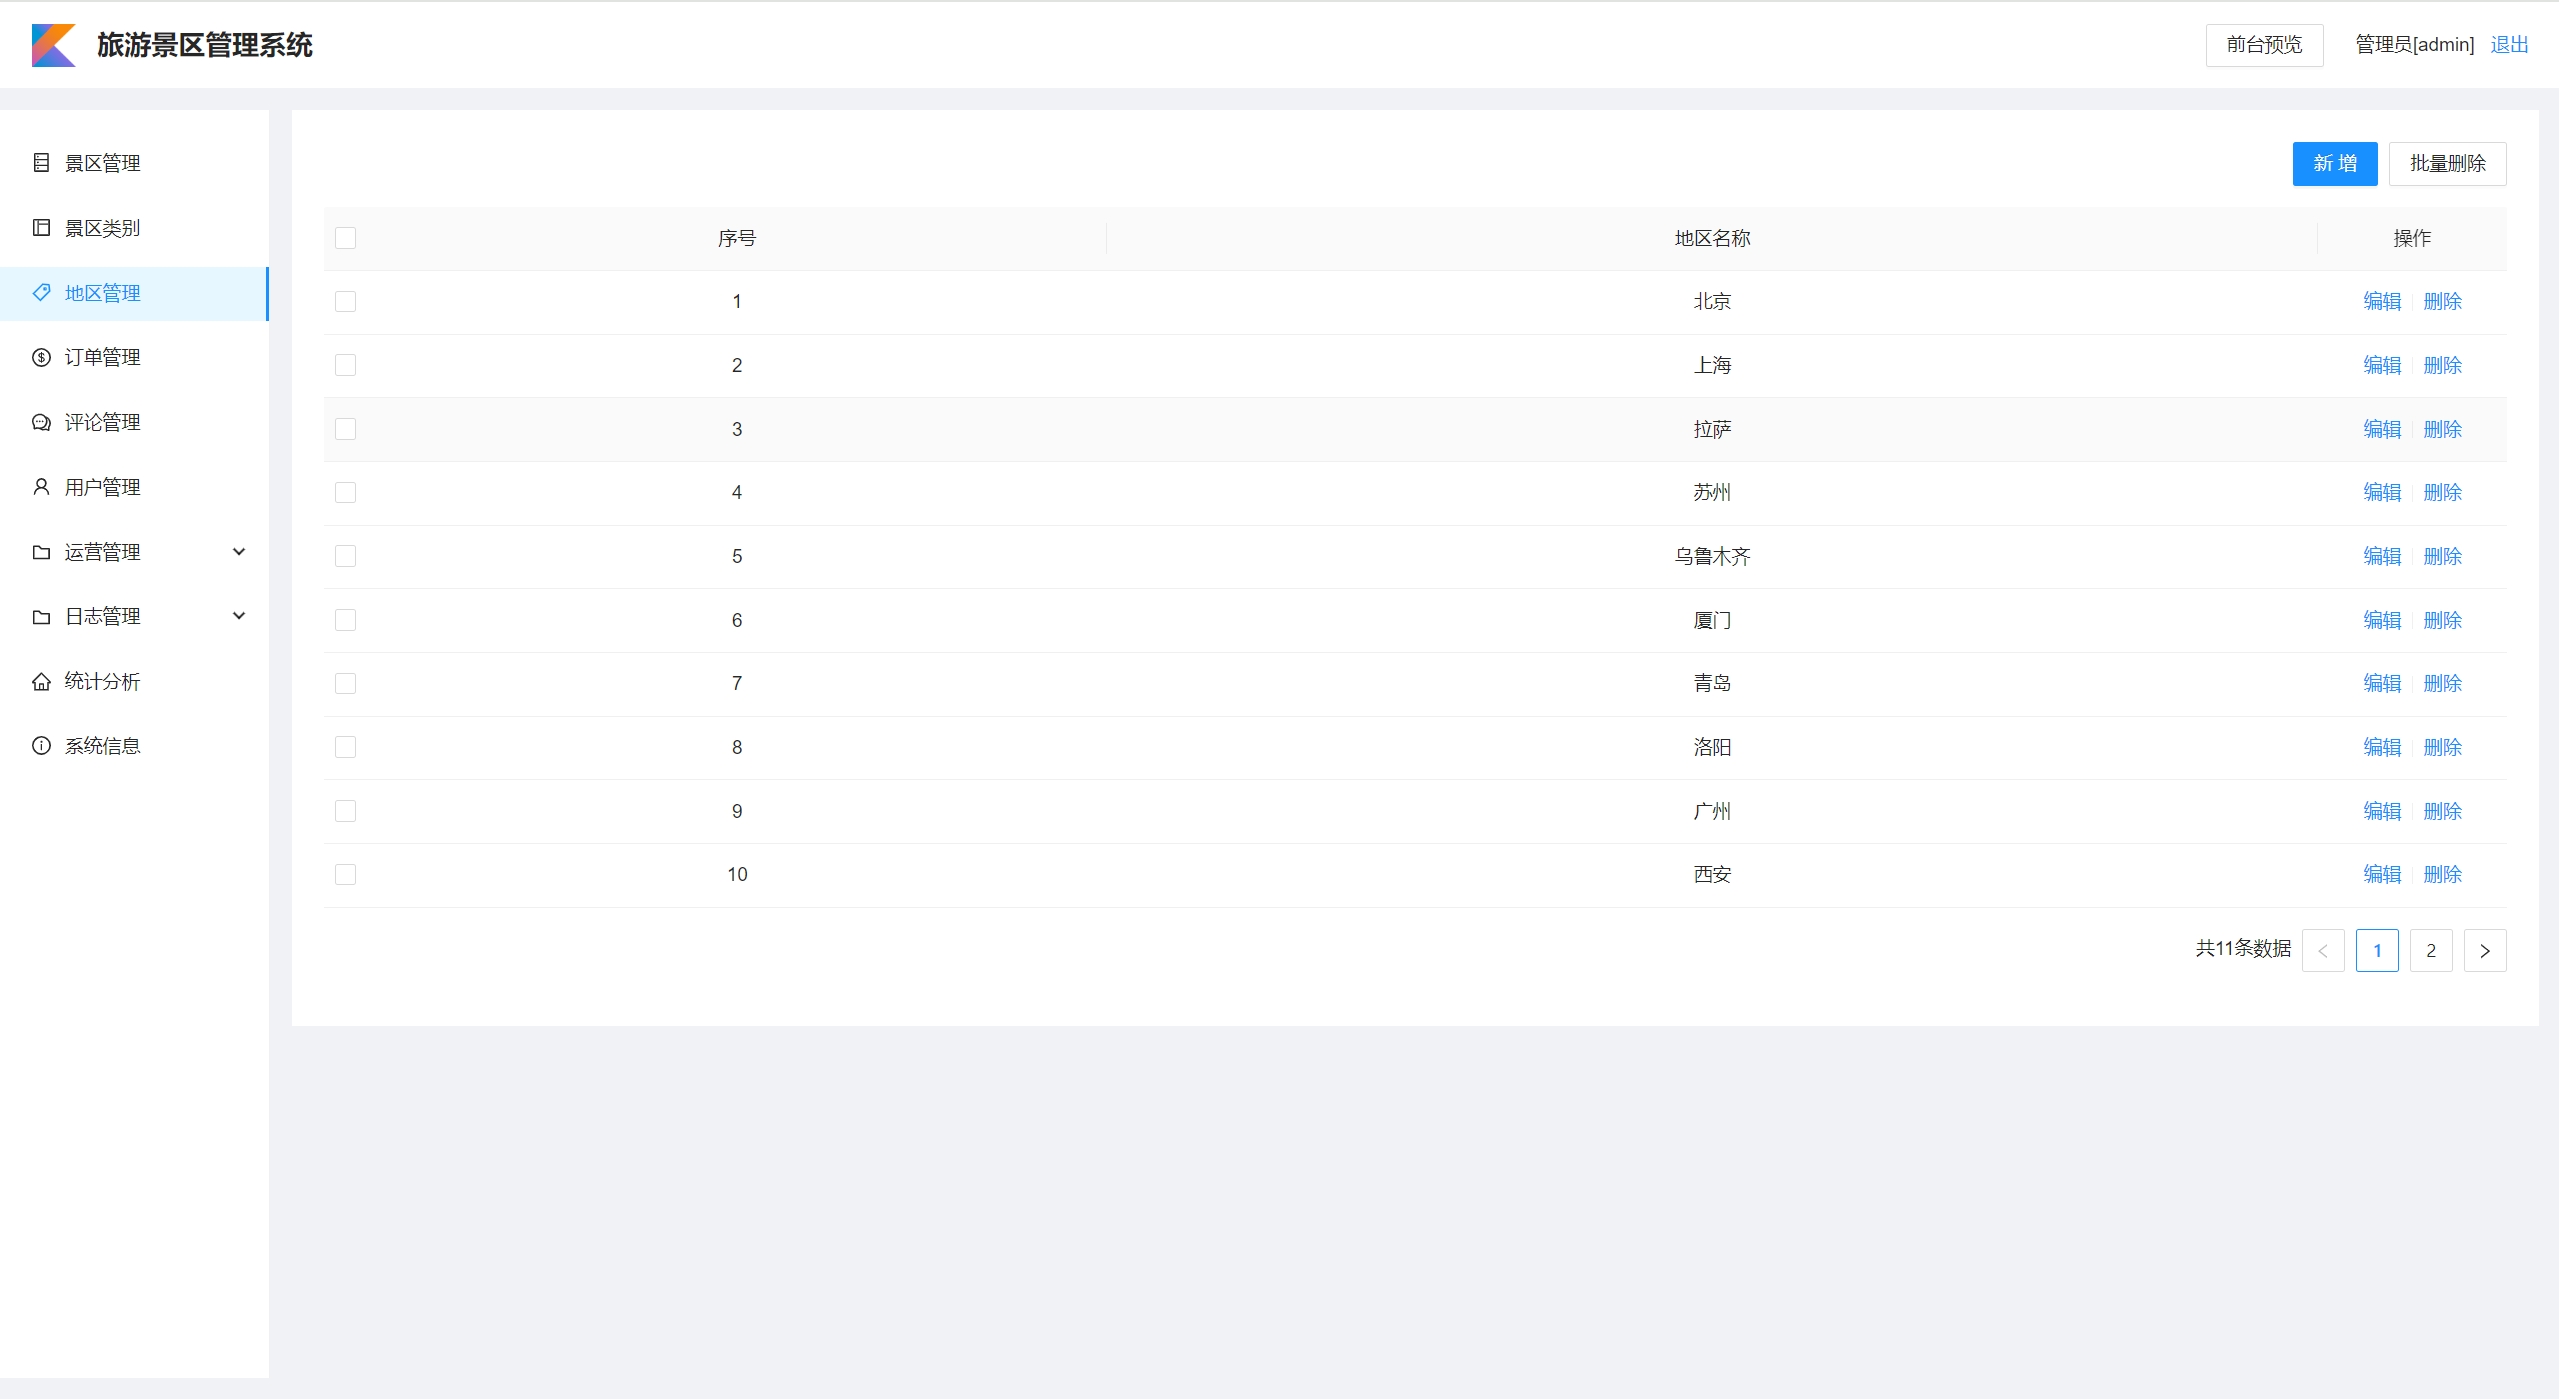 旅游景区管理系统
前台预览 管理员[admin] 退出
景区管理
景区类别
地区管理
订单管理
评论管理
用户管理
运营管理
日志管理
统计分析
系统信息
新 增 批量删除
序号 地区名称 操作
1 北京 编辑 删除
2 上海 编辑 删除
3 拉萨 编辑 删除
4 苏州 编辑 删除
5 乌鲁木齐 编辑 删除
6 厦门 编辑 删除
7 青岛 编辑 删除
8 洛阳 编辑 删除
9 广州 编辑 删除
10 西安 编辑 删除
共11条数据 < 1 2 >